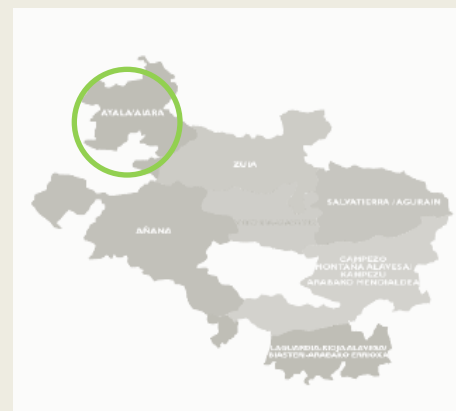 AYALA/AIARA
ZUIA
SALVATIERRA /AGURAIN
AÑANA
CAMPEZO
MONTAÑA ALAVESA/
KANPEZU
ARABAKO MENDIALDEA
LAGUARDIA-RIOJA ALAVESA/
BIASTERI-ARABAKO ERRIOXA